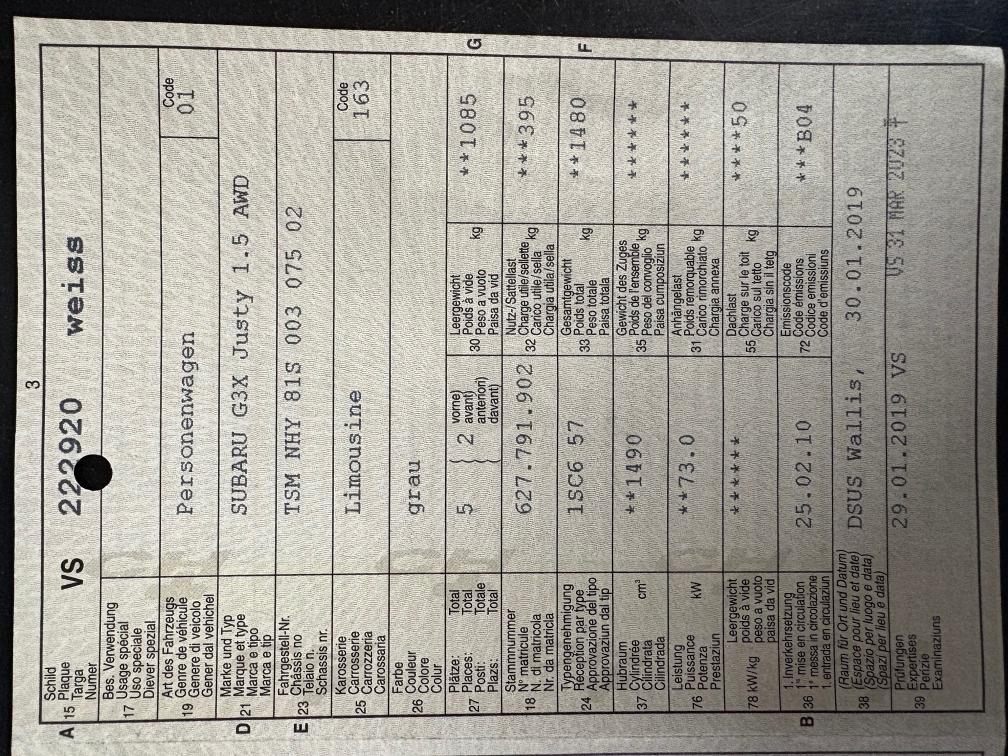 3
A 15 Schild
Plaque
Targa
Numer
VS 222920 weiss
17 Bes. Verwendung
Usage spécial
Uso speciale
Diever spezial
19 Art des Fahrzeugs
Genre de véhicule
Genere di veicolo
Gener dal vehichel
Personenwagen
Code
01
D 21 Marke und Typ
Marque et type
Marca e tipo
Marca e tip
SUBARU G3X Justy 1.5 AWD
E 23 Fahrgestell-Nr.
Châssis no
Telaio n.
Schassis nr.
TSM NHY 81S 003 075 02
25 Karosserie
Carrosserie
Carrozzeria
Carossaria
Limousine
Code
163
26 Farbe
Couleur
Colore
Colur
grau
27 Plätze: Total
Places: Total
Posti: Totale
Plazs: Total
5
2
vorne)
avant)
anteriori)
davant)
30 Leergewicht
Poids à vide
Peso a vuoto
Paisa da vid
kg
**1085
G
18 Stammnummer
N° matricule
N. di matricola
Nr. da matricla
627.791.902
32 Nutz-/Sattellast
Charge utile/sellette
Carico utile/sella
Chargia utila/sella
kg
***395
24 Typengenehmigung
Réception par type
Approvazione del tipo
Approvaziun dal tip
1SC6 57
33 Gesamtgewicht
Poids total
Peso totale
Paisa totala
kg
**1480
F
37 Hubraum
Cylindrée
Cilindrata
Cilindrada
cm³
**1490
35 Gewicht des Zuges
Poids de l'ensemble
Peso del convoglio
Paisa cumposiziun
kg
******
76 Leistung
Puissance
Potenza
Prestaziun
kW
**73.0
31 Anhängelast
Poids remorquable
Carico rimorchiato
Chargia annexa
kg
******
78 kW/kg Leergewicht
poids à vide
peso a vuoto
paisa da vid
******
55 Dachlast
Charge sur le toit
Carico sul tetto
Chargia sin il tetg
kg
****50
B 36 1. Inverkehrsetzung
1re mise en circulation
1a messa in circolazione
1. entrada en circulaziun
25.02.10
72 Emissionscode
Code émissions
Codice emissioni
Code d'emissiuns
***B04
38 (Raum für Ort und Datum)
(Espace pour lieu et date)
(Spazio per luogo e data)
(Spazi per lieu e data)
DSUS Wallis, 30.01.2019
39 Prüfungen
Expertises
Perizie
Examinaziuns
29.01.2019 VS
VS 31 MAR 2023